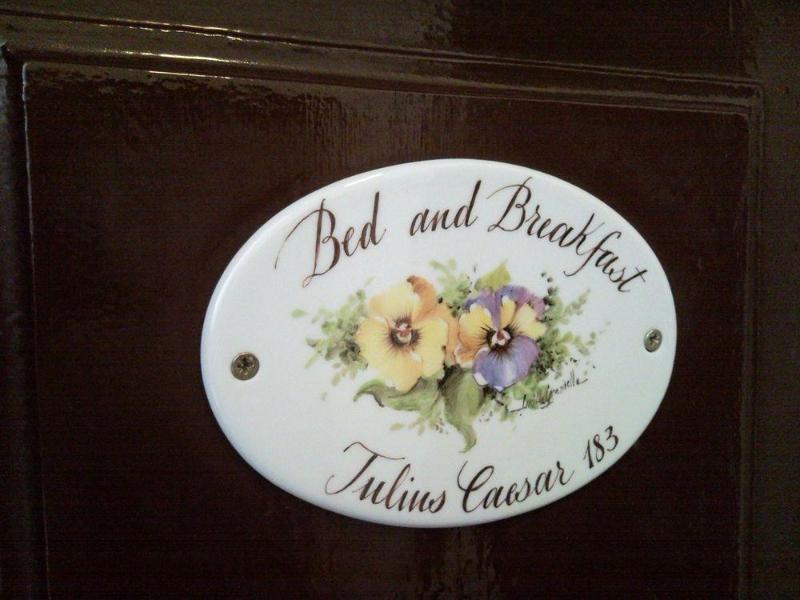 Bed and Breakfast
Julius Caesar 183